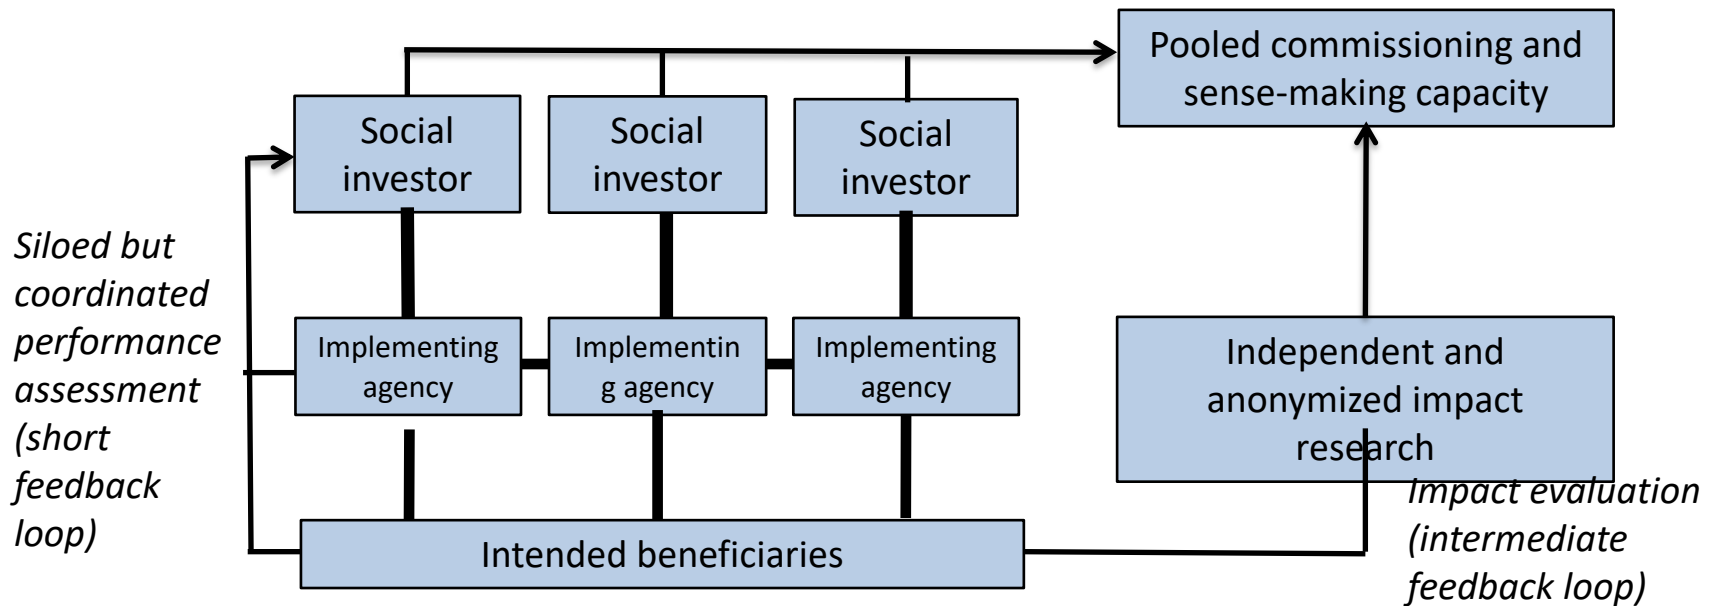 Pooled commissioning and
sense-making capacity
Social
investor
Social
investor
Social
investor
Siloed but
coordinated
performance
assessment
(short
feedback
loop)
Implementing
agency
Implementin
g agency
Implementing
agency
Independent and
anonymized impact
research
Impact evaluation
(intermediate
feedback loop)
Intended beneficiaries